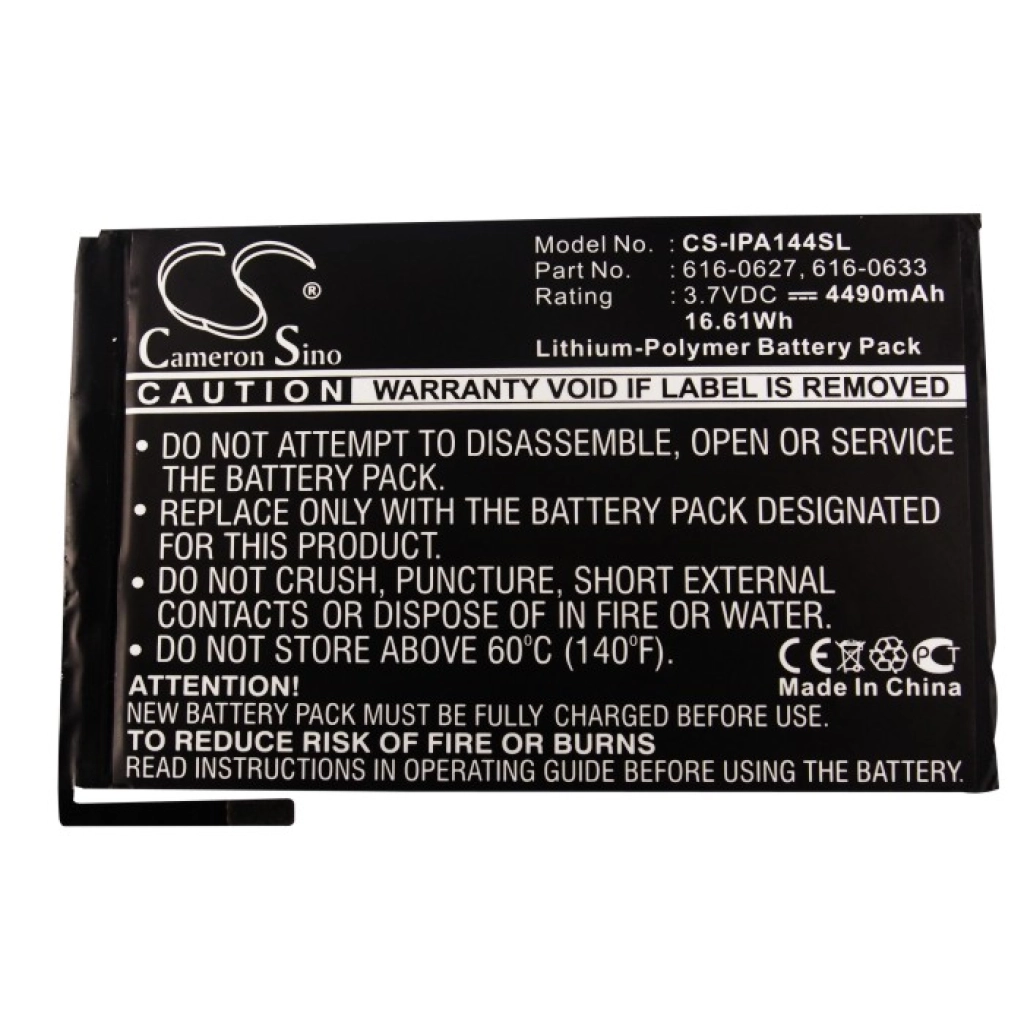 CS ®
Cameron Sino
Model No. : CS-IPA144SL
Part No. : 616-0627, 616-0633
Rating : 3.7VDC ⎓ 4490mAh
16.61Wh
Lithium-Polymer Battery Pack
CAUTION WARRANTY VOID IF LABEL IS REMOVED
• DO NOT ATTEMPT TO DISASSEMBLE, OPEN OR SERVICE
THE BATTERY PACK.
• REPLACE ONLY WITH THE BATTERY PACK DESIGNATED
FOR THIS PRODUCT.
• DO NOT CRUSH, PUNCTURE, SHORT EXTERNAL
CONTACTS OR DISPOSE OF IN FIRE OR WATER.
• DO NOT STORE ABOVE 60°C (140°F).
CE PCT
Made In China
ATTENTION!
NEW BATTERY PACK MUST BE FULLY CHARGED BEFORE USE.
TO REDUCE RISK OF FIRE OR BURNS
READ INSTRUCTIONS IN OPERATING GUIDE BEFORE USING THE BATTERY.